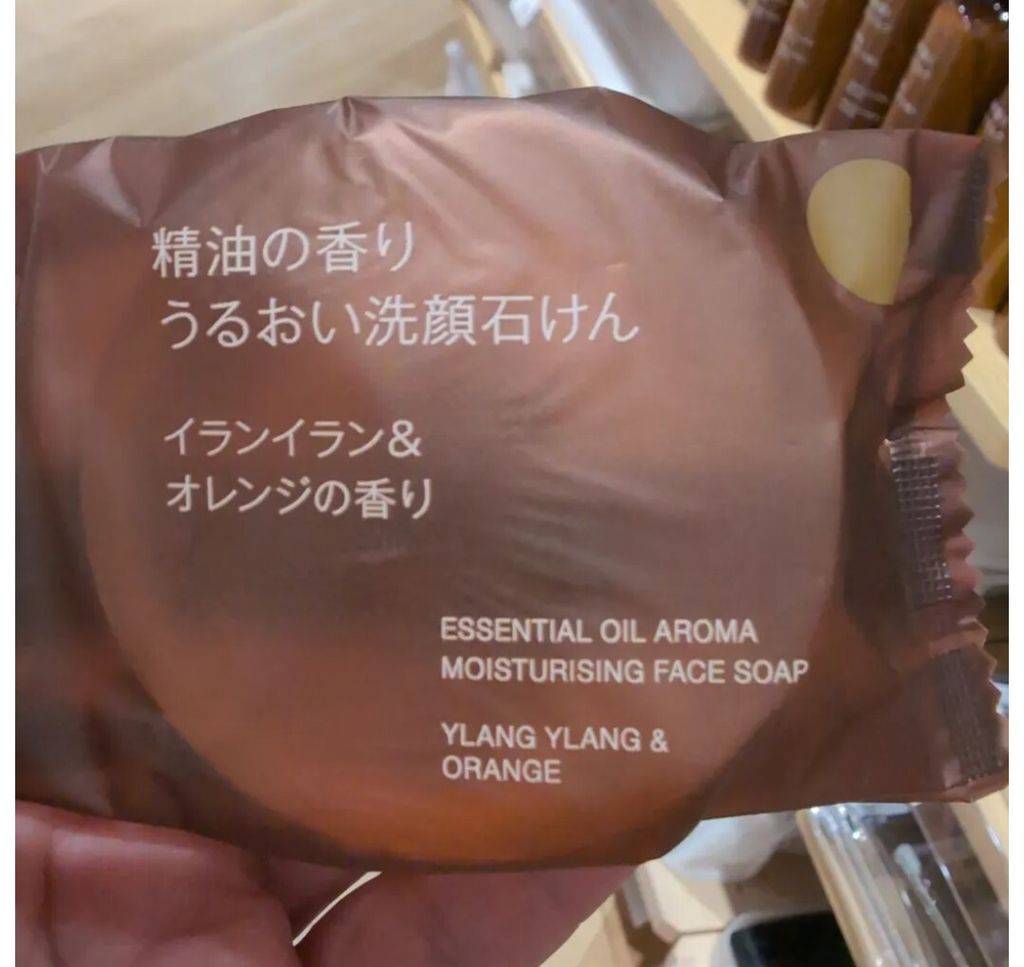 精油の香り
うるおい洗顔石けん
イランイラン&
オレンジの香り
ESSENTIAL OIL AROMA
MOISTURISING FACE SOAP
YLANG YLANG &
ORANGE